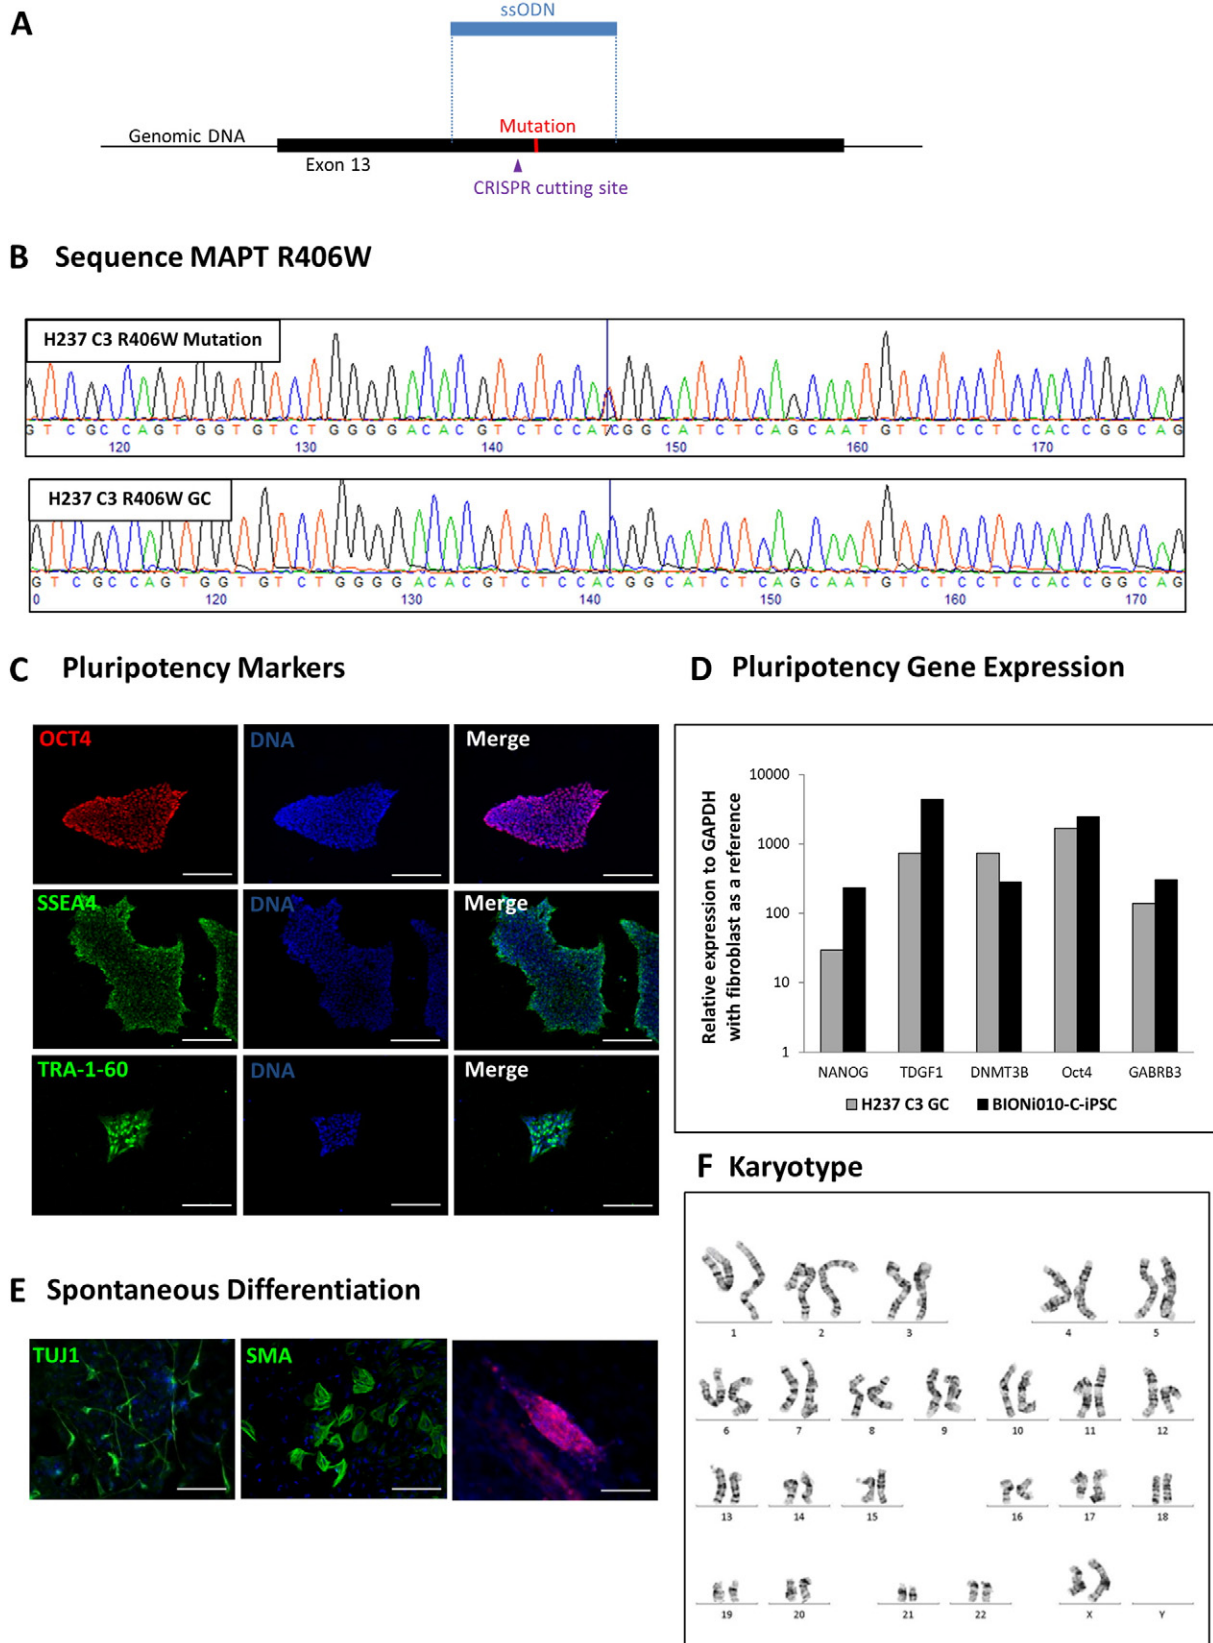 A
ssODN
Genomic DNA
Mutation
Exon 13
CRISPR cutting site
B Sequence MAPT R406W
H237 C3 R406W Mutation
G T C G C C A G T G G T G T C T G G G G A C A C G T C T C C A T C G G C A T C T C A G C A A T G T C T C C T C C A C C G G C A G
120 130 140 150 160 170
H237 C3 R406W GC
G T C G C C A G T G G T G T C T G G G G A C A C G T C T C C A C G G C A T C T C A G C A A T G T C T C C T C C A C C G G C A G
0 120 130 140 150 160 170
C Pluripotency Markers
OCT4 DNA Merge
SSEA4 DNA Merge
TRA-1-60 DNA Merge
D Pluripotency Gene Expression
Relative expression to GAPDH
with fibroblast as a reference
10000
1000
100
10
1
NANOG TDGF1 DNMT3B Oct4 GABRB3
H237 C3 GC BIONi010-C-iPSC
E Spontaneous Differentiation
TUJ1 SMA
F Karyotype
1 2 3 4 5
6 7 8 9 10 11 12
13 14 15 16 17 18
19 20 21 22 X Y